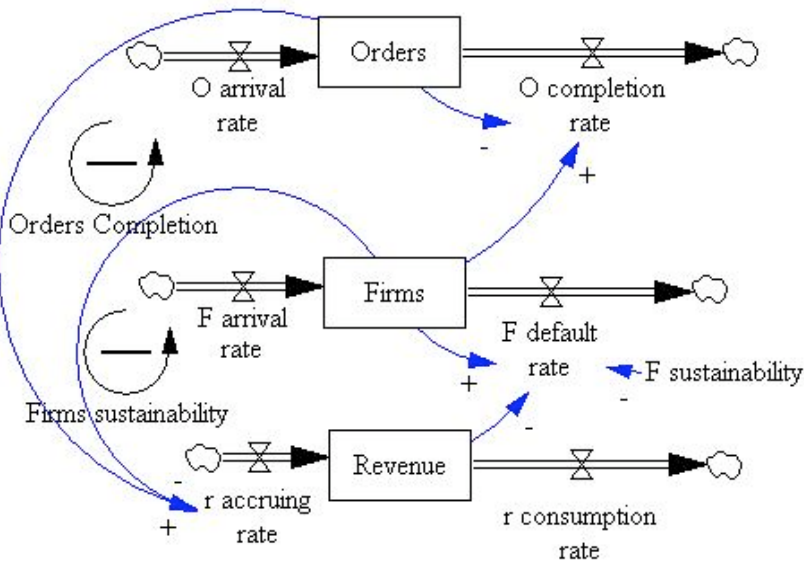 Orders
O arrival
rate
O completion
rate
-
+
Orders Completion
Firms
F arrival
rate
F default
rate
+
F sustainability
-
Firms sustainability
-
Revenue
-
r accruing
rate
+
r consumption
rate